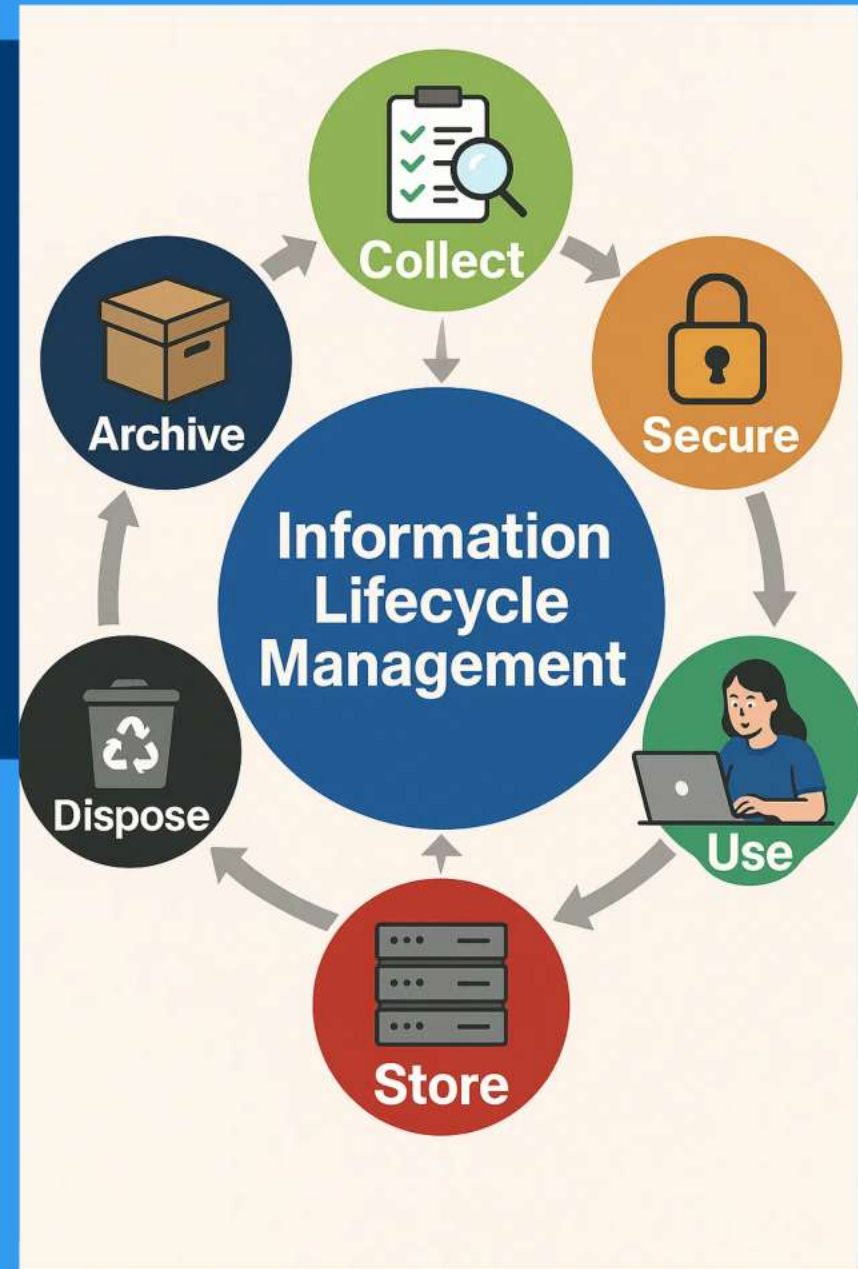 Collect
Secure
Archive
Information
Lifecycle
Management
Use
Dispose
Store